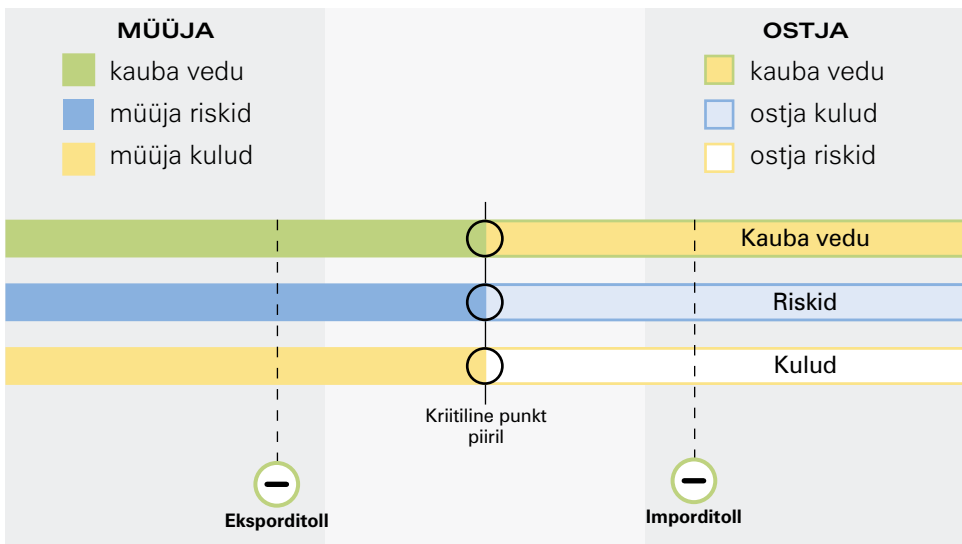 MÜÜJA
kauba vedu
müüja riskid
müüja kulud
OSTJA
kauba vedu
ostja kulud
ostja riskid
Kauba vedu
Riskid
Kulud
Kriitiline punkt
piiril
Eksporditoll
Imporditoll